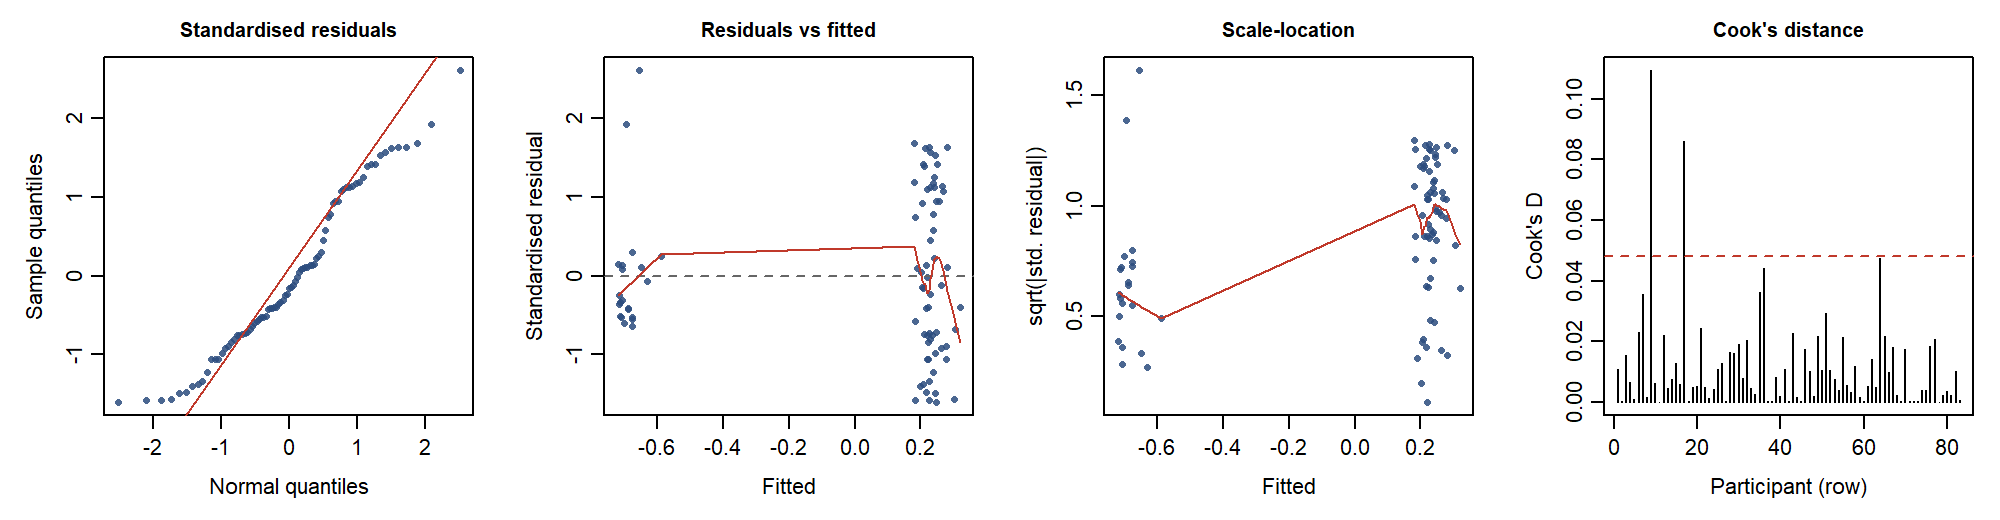 Standardised residuals
Sample quantiles
-1 0 1 2
-2 -1 0 1 2
Normal quantiles
Residuals vs fitted
Standardised residual
-1 0 1 2
-0.6 -0.4 -0.2 0.0 0.2
Fitted
Scale-location
sqrt(|std. residual|)
0.5 1.0 1.5
-0.6 -0.4 -0.2 0.0 0.2
Fitted
Cook's distance
Cook's D
0.00 0.02 0.04 0.06 0.08 0.10
0 20 40 60 80
Participant (row)